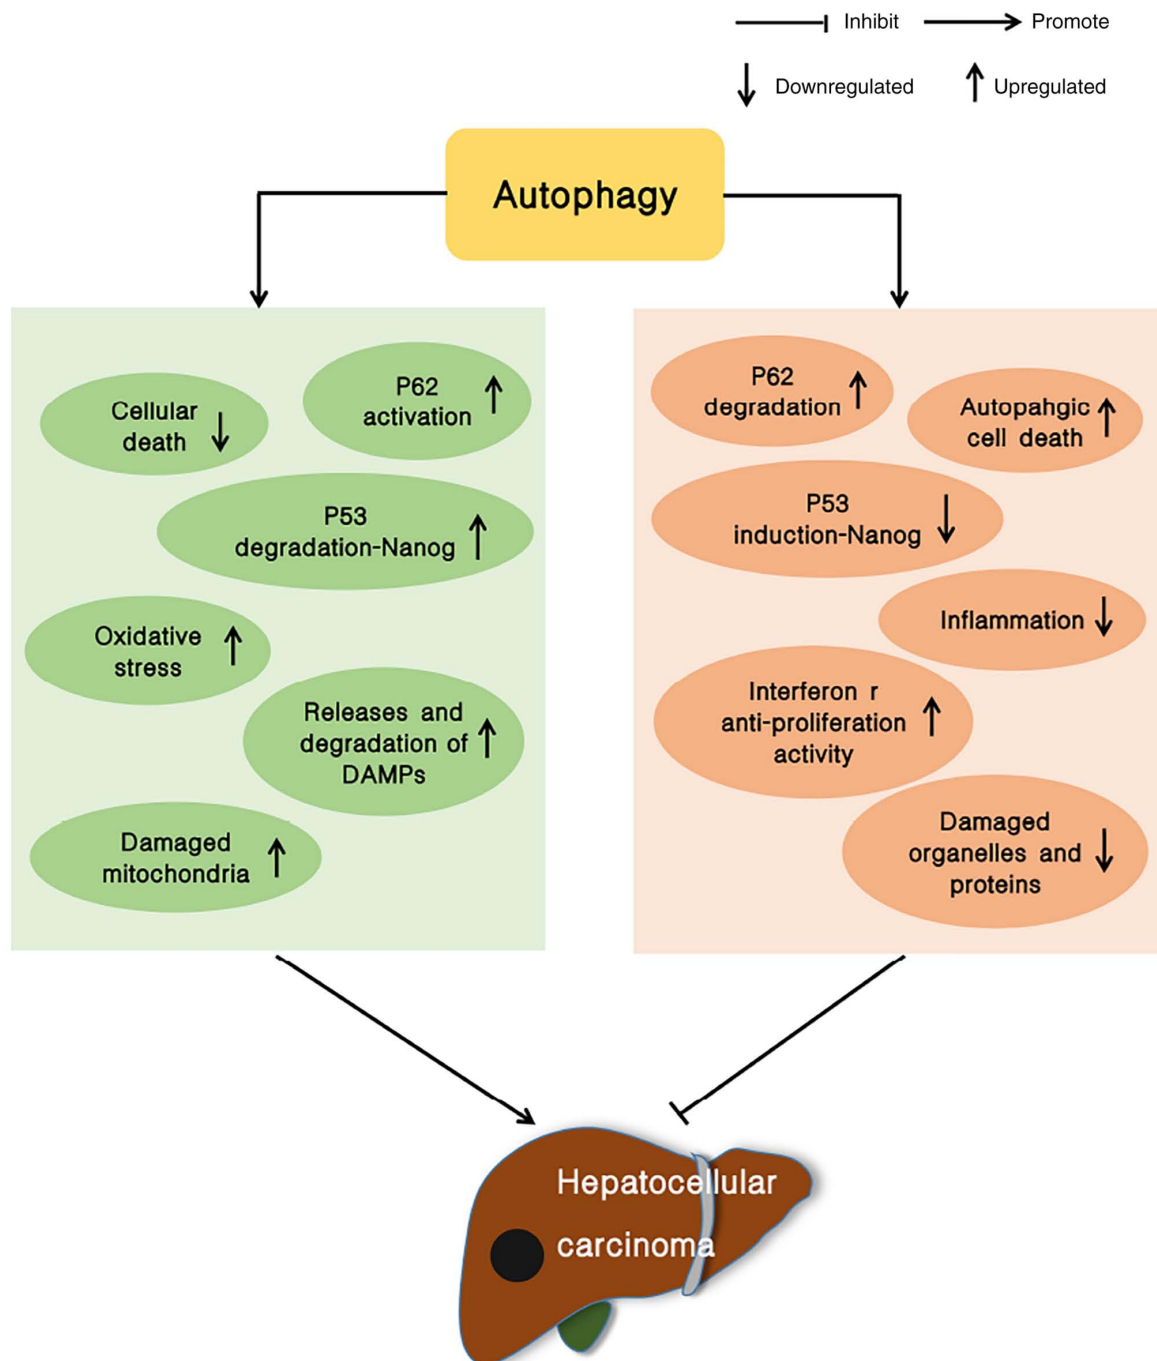 Inhibit
Promote
Downregulated
Upregulated
Autophagy
Cellular
death
P62
activation
P53
degradation-Nanog
Oxidative
stress
Releases and
degradation of
DAMPs
Damaged
mitochondria
P62
degradation
Autopahgic
cell death
P53
induction-Nanog
Inflammation
Interferon r
anti-proliferation
activity
Damaged
organelles and
proteins
Hepatocellular
carcinoma